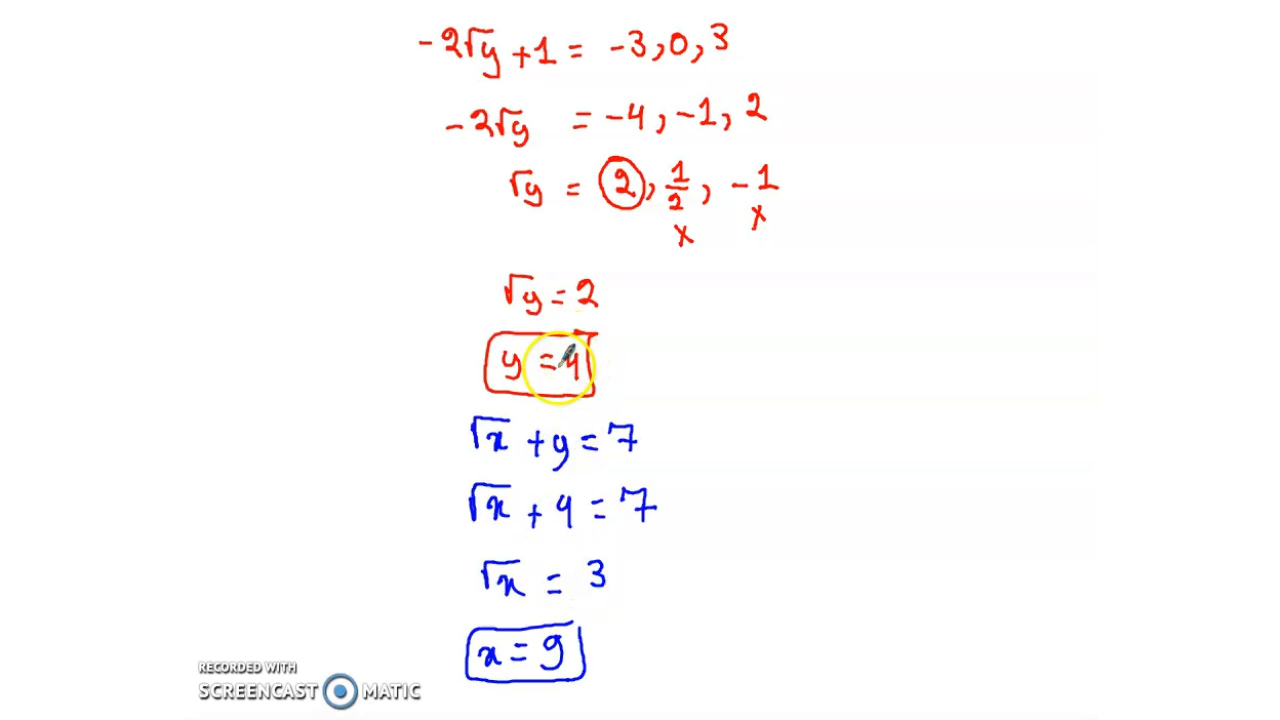 -2√y + 1 = -3, 0, 3
-2√y = -4, -1, 2
√y = 2, 1/2, -1
x x
√y = 2
y = 4
√x + y = 7
√x + 4 = 7
√x = 3
x = 9
RECORDED WITH
SCREENCAST MATIC